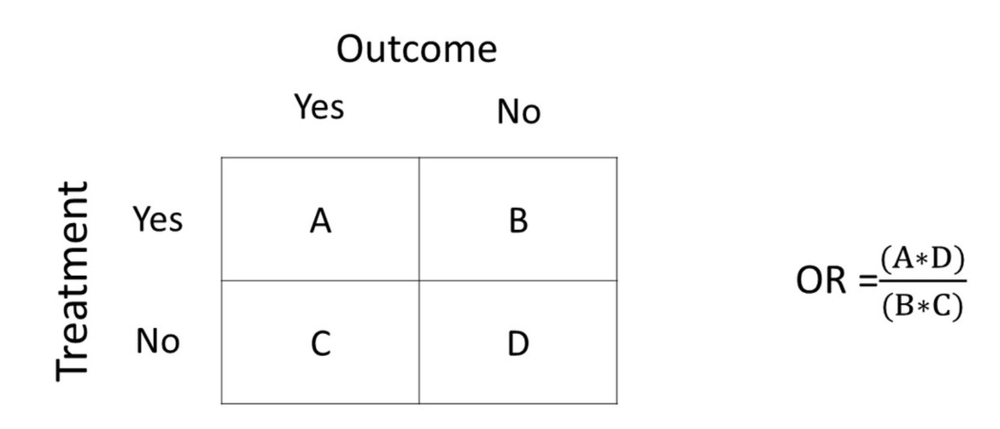 Outcome
Yes No
Treatment
Yes A B
No C D
OR = (A*D)
(B*C)